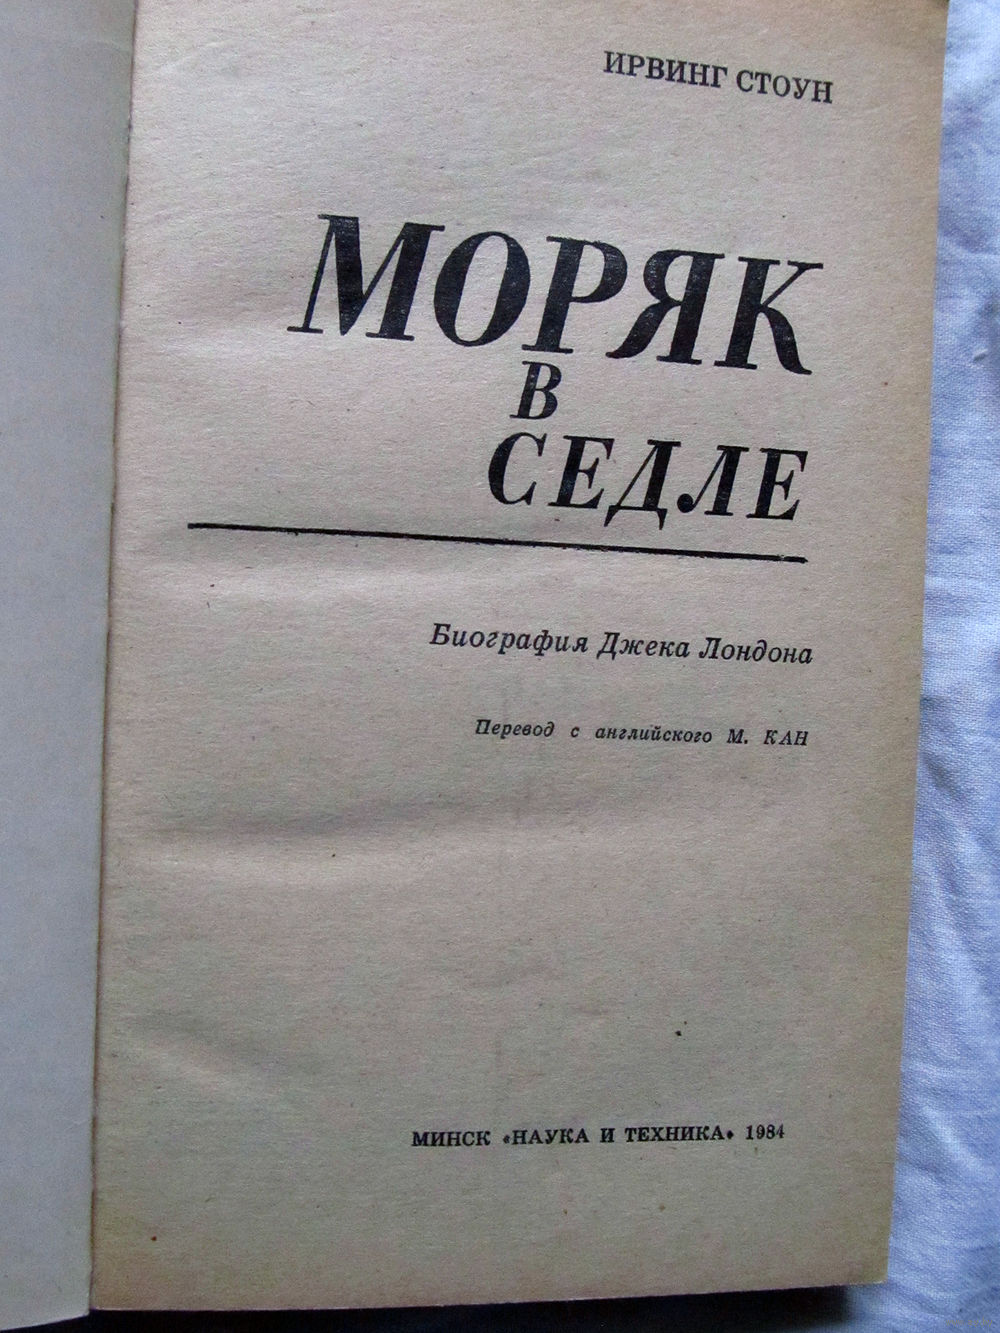 ИРВИНГ СТОУН
МОРЯК
В
СЕДЛЕ
Биография Джека Лондона
Перевод с английского М. КАН
МИНСК «НАУКА И ТЕХНИКА» 1984